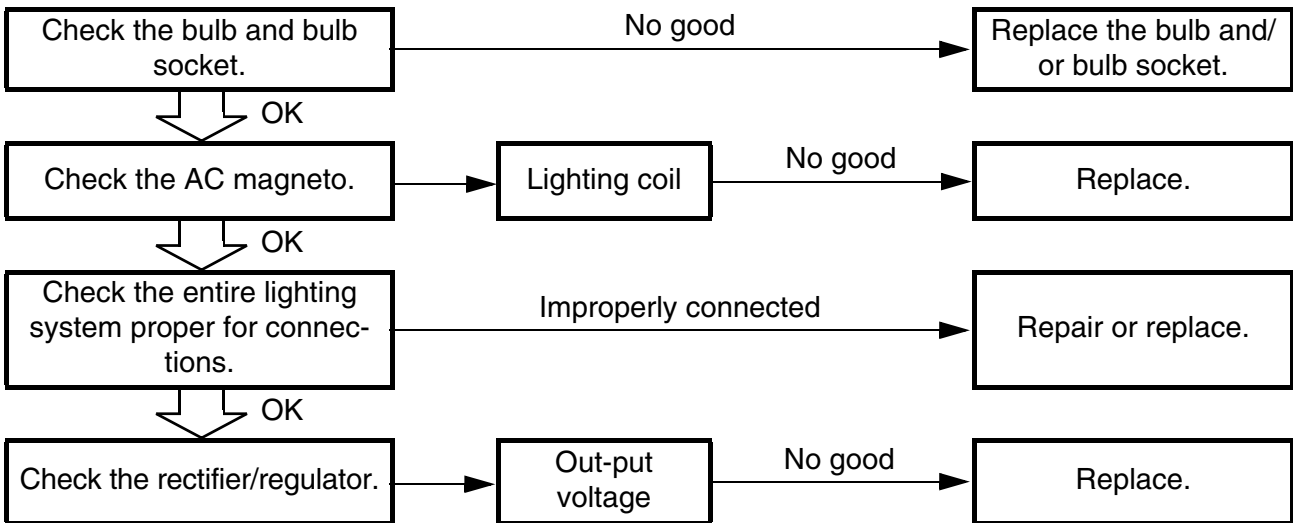 Check the bulb and bulb
socket.
No good
Replace the bulb and/
or bulb socket.
OK
Check the AC magneto.
Lighting coil
No good
Replace.
OK
Check the entire lighting
system proper for connec-
tions.
Improperly connected
Repair or replace.
OK
Check the rectifier/regulator.
Out-put
voltage
No good
Replace.